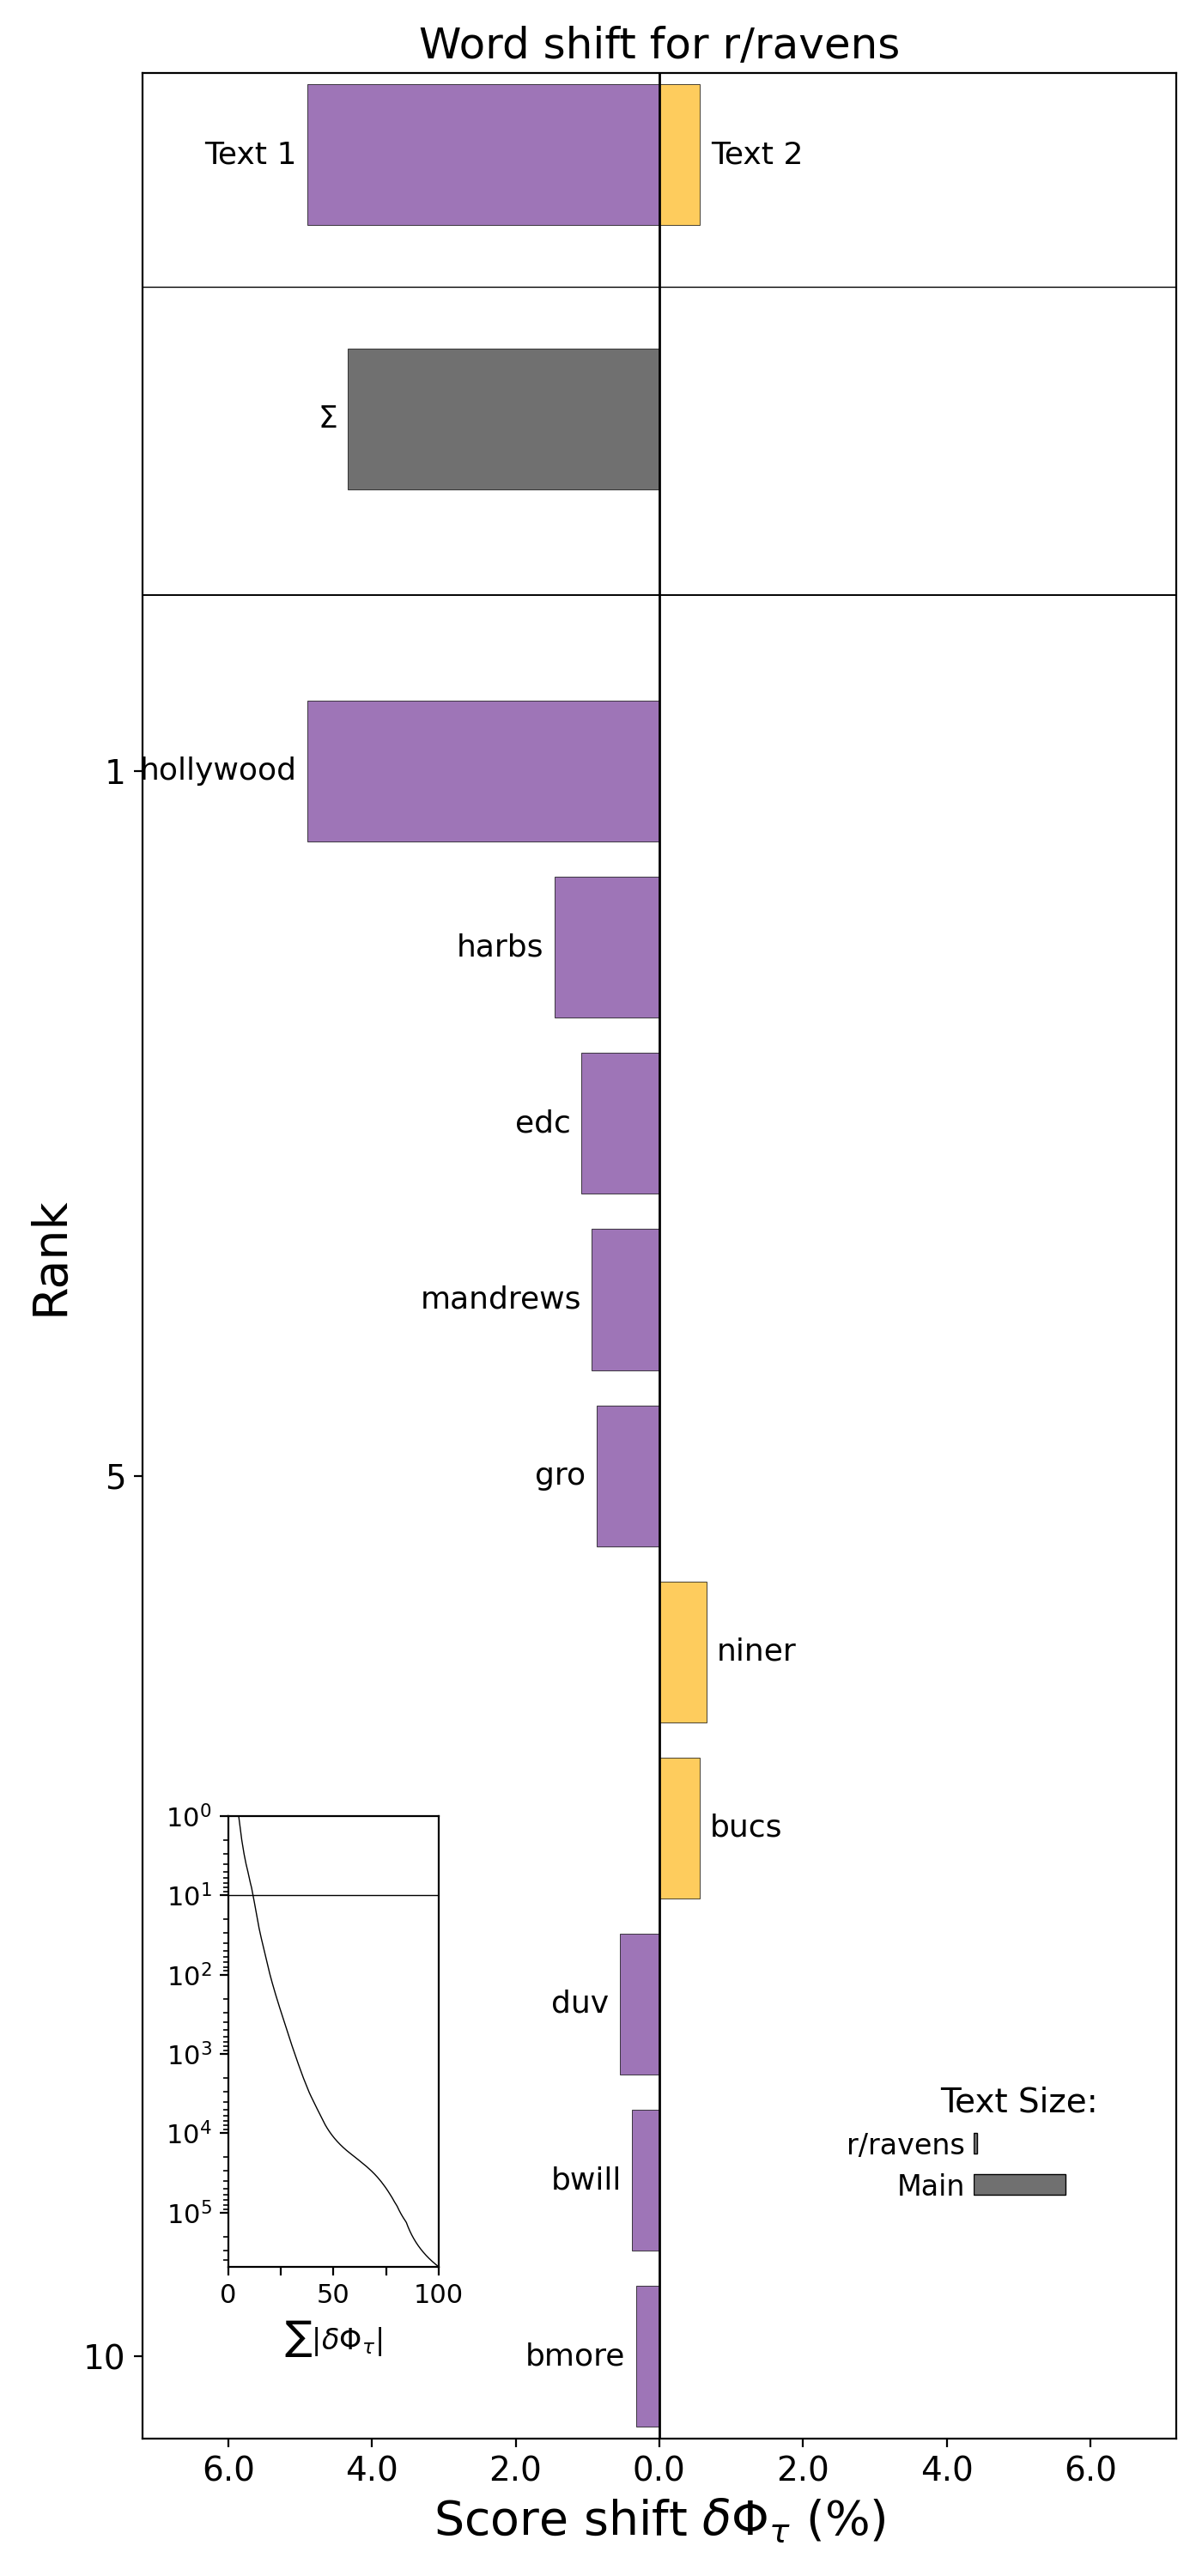 Word shift for r/ravens
Text 1
Text 2
Σ
1
hollywood
harbs
edc
mandrews
Rank
gro
5
niner
bucs
10⁰
10¹
10²
10³
10⁴
10⁵
0
50
100
∑|δΦτ|
duv
bwill
Text Size:
r/ravens
Main
bmore
10
6.0
4.0
2.0
0.0
2.0
4.0
6.0
Score shift δΦτ (%)